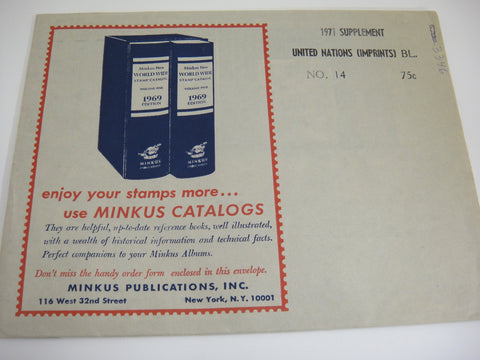 1971 SUPPLEMENT
UNITED NATIONS (IMPRINTS) BL.
NO. 14 75c
Minkus New
WORLD WIDE
STAMP CATALOG
VOLUME ONE
1969
EDITION
MINKUS
Minkus New
WORLD WIDE
STAMP CATALOG
VOLUME
1969
EDITION
MINKUS
enjoy your stamps more...
use MINKUS CATALOGS
They are helpful, up-to-date reference books, well illustrated,
with a wealth of historical information and technical facts.
Perfect companions to your Minkus Albums.
Don't miss the handy order form enclosed in this envelope.
MINKUS PUBLICATIONS, INC.
116 West 32nd Street New York, N.Y. 10001